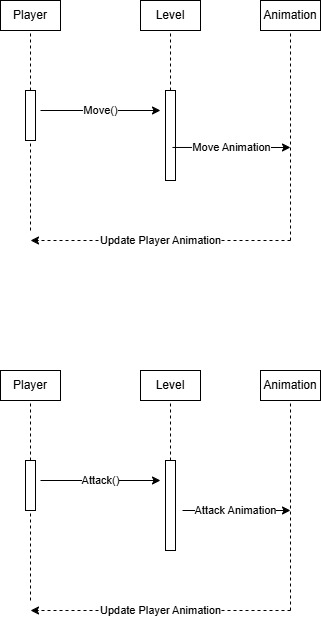 Player Level Animation
Move()
Move Animation
Update Player Animation
Player Level Animation
Attack()
Attack Animation
Update Player Animation